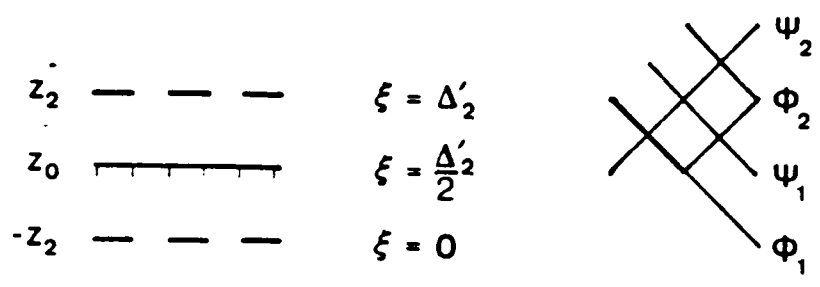 Ψ₂
Z₂ ξ = Δ′₂ Φ₂
Z₀ ξ = Δ′₂/2 Ψ₁
-Z₂ ξ = 0 Φ₁